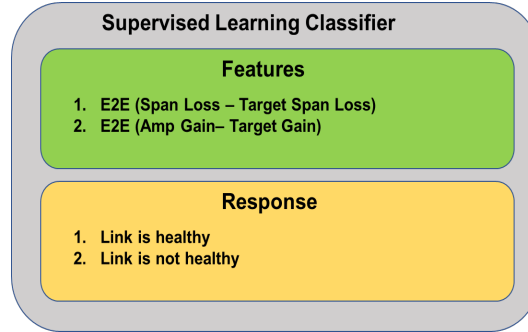 Supervised Learning Classifier
Features
1. E2E (Span Loss – Target Span Loss)
2. E2E (Amp Gain– Target Gain)
Response
1. Link is healthy
2. Link is not healthy